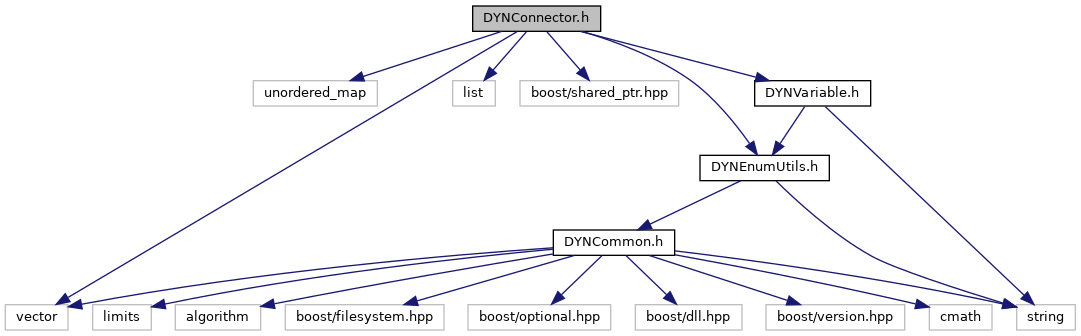 DYNConnector.h
unordered_map
list
boost/shared_ptr.hpp
DYNVariable.h
DYNEnumUtils.h
DYNCommon.h
vector
limits
algorithm
boost/filesystem.hpp
boost/optional.hpp
boost/dll.hpp
boost/version.hpp
cmath
string